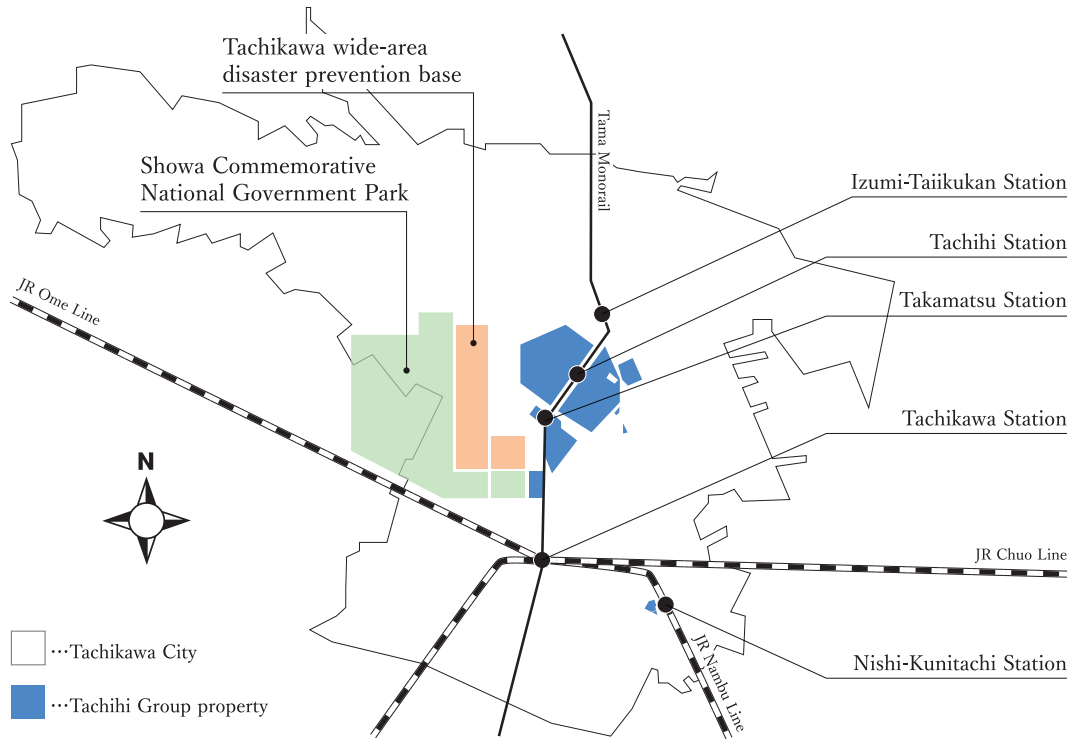 Tachikawa wide-area
disaster prevention base
Showa Commemorative
National Government Park
Tama Monorail
Izumi-Taiikukan Station
Tachihi Station
Takamatsu Station
Tachikawa Station
JR Ome Line
N
JR Chuo Line
JR Nambu Line
Nishi-Kunitachi Station
…Tachikawa City
…Tachihi Group property